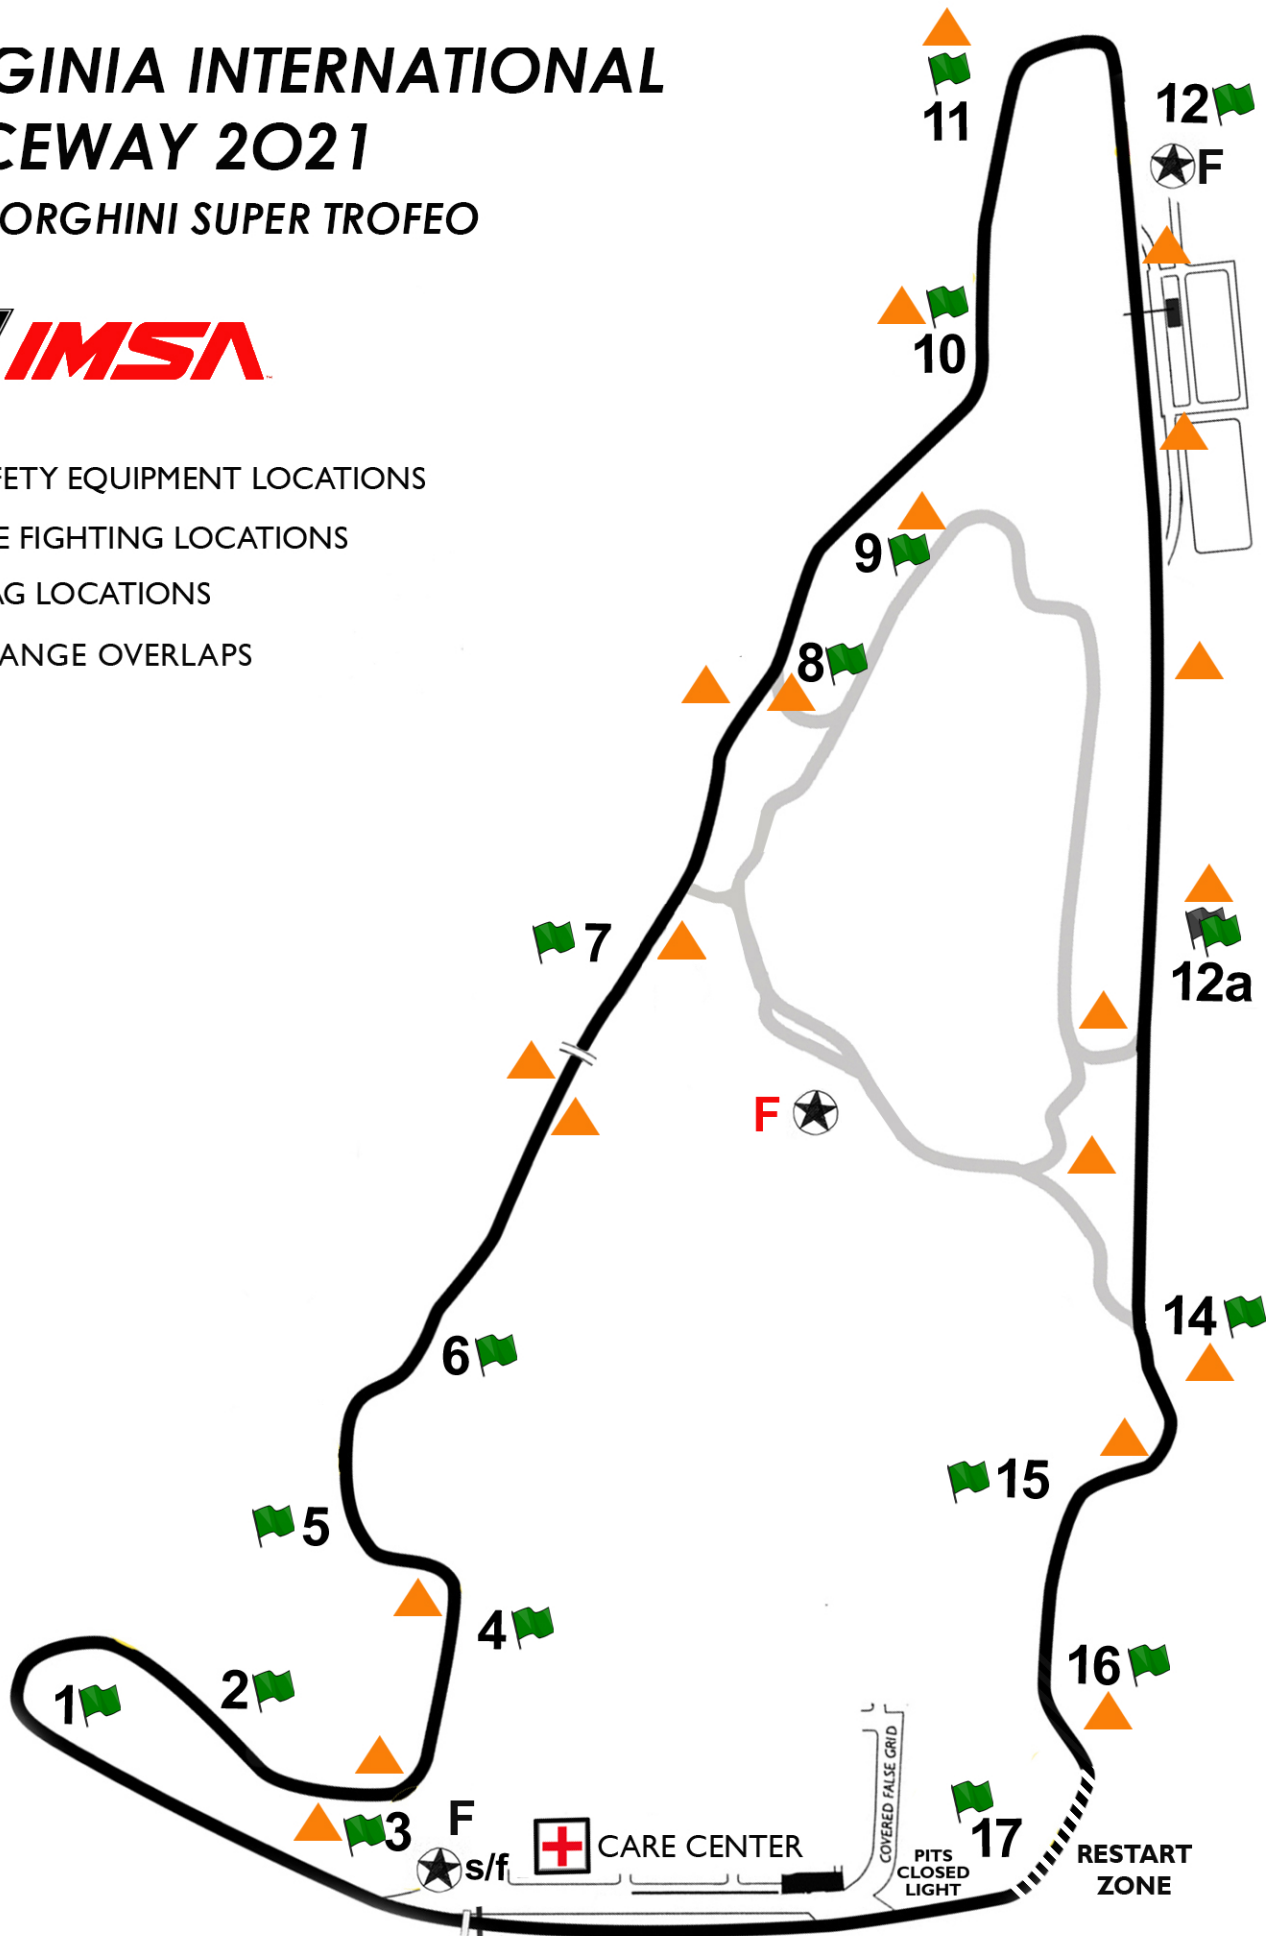 GINIA INTERNATIONAL
CEWAY 2021
ORGHINI SUPER TROFEO
IMSA
FETY EQUIPMENT LOCATIONS
E FIGHTING LOCATIONS
AG LOCATIONS
ANGE OVERLAPS
11
12
F
10
9
8
7
12a
F
14
6
15
5
4
16
2
1
3
F
s/f
CARE CENTER
COVERED FALSE GRID
17
PITS
CLOSED
LIGHT
RESTART
ZONE